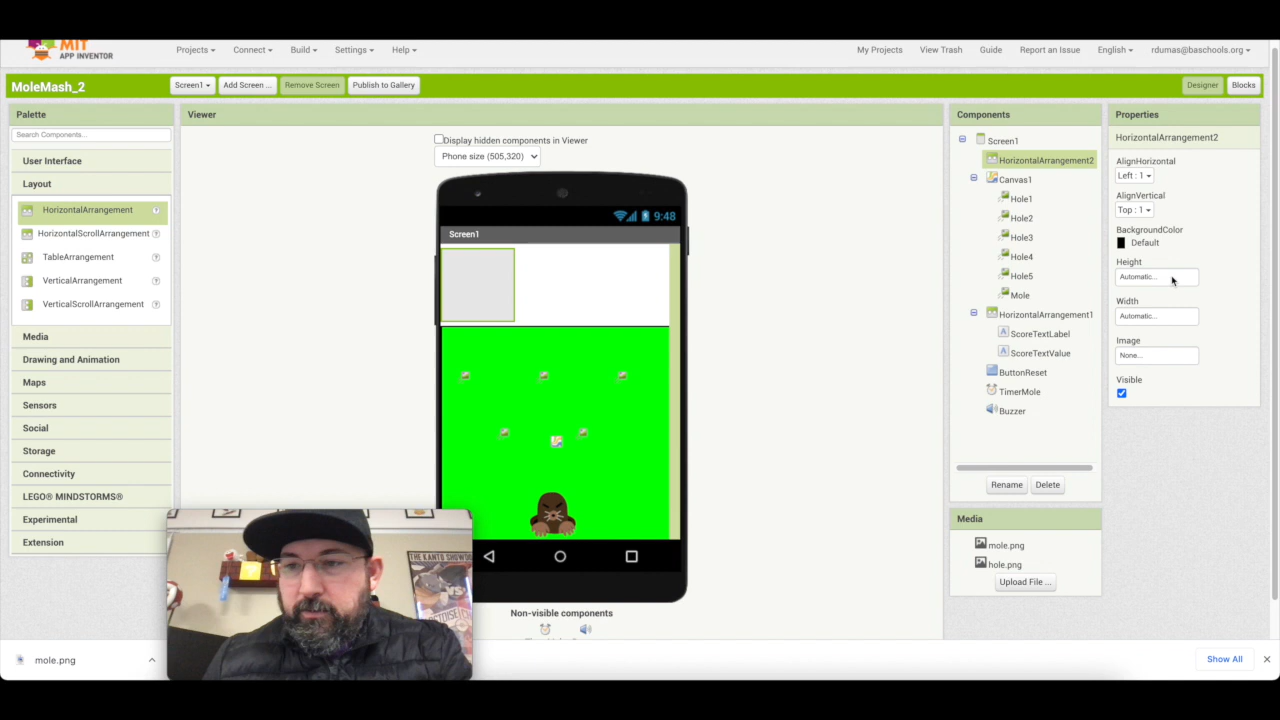 MIT
APP INVENTOR
Projects Connect Build Settings Help My Projects View Trash Guide Report an Issue English rdumas@baschools.org
MoleMash_2 Screen1 Add Screen ... Remove Screen Publish to Gallery Designer Blocks
Palette Viewer Components Properties
Search Components...
User Interface
Layout
HorizontalArrangement ?
HorizontalScrollArrangement ?
TableArrangement ?
VerticalArrangement ?
VerticalScrollArrangement ?
Media
Drawing and Animation
Maps
Sensors
Social
Storage
Connectivity
LEGO® MINDSTORMS®
Experimental
Extension
Display hidden components in Viewer
Phone size (505,320)
9:48
Screen1
Non-visible components
Screen1
HorizontalArrangement2
Canvas1
Hole1
Hole2
Hole3
Hole4
Hole5
Mole
HorizontalArrangement1
A ScoreTextLabel
A ScoreTextValue
ButtonReset
TimerMole
Buzzer
Rename Delete
Media
mole.png
hole.png
Upload File ...
HorizontalArrangement2
AlignHorizontal
Left : 1
AlignVertical
Top : 1
BackgroundColor
Default
Height
Automatic...
Width
Automatic...
Image
None...
Visible
THE KANTO SHOWDOWN
mole.png Show All